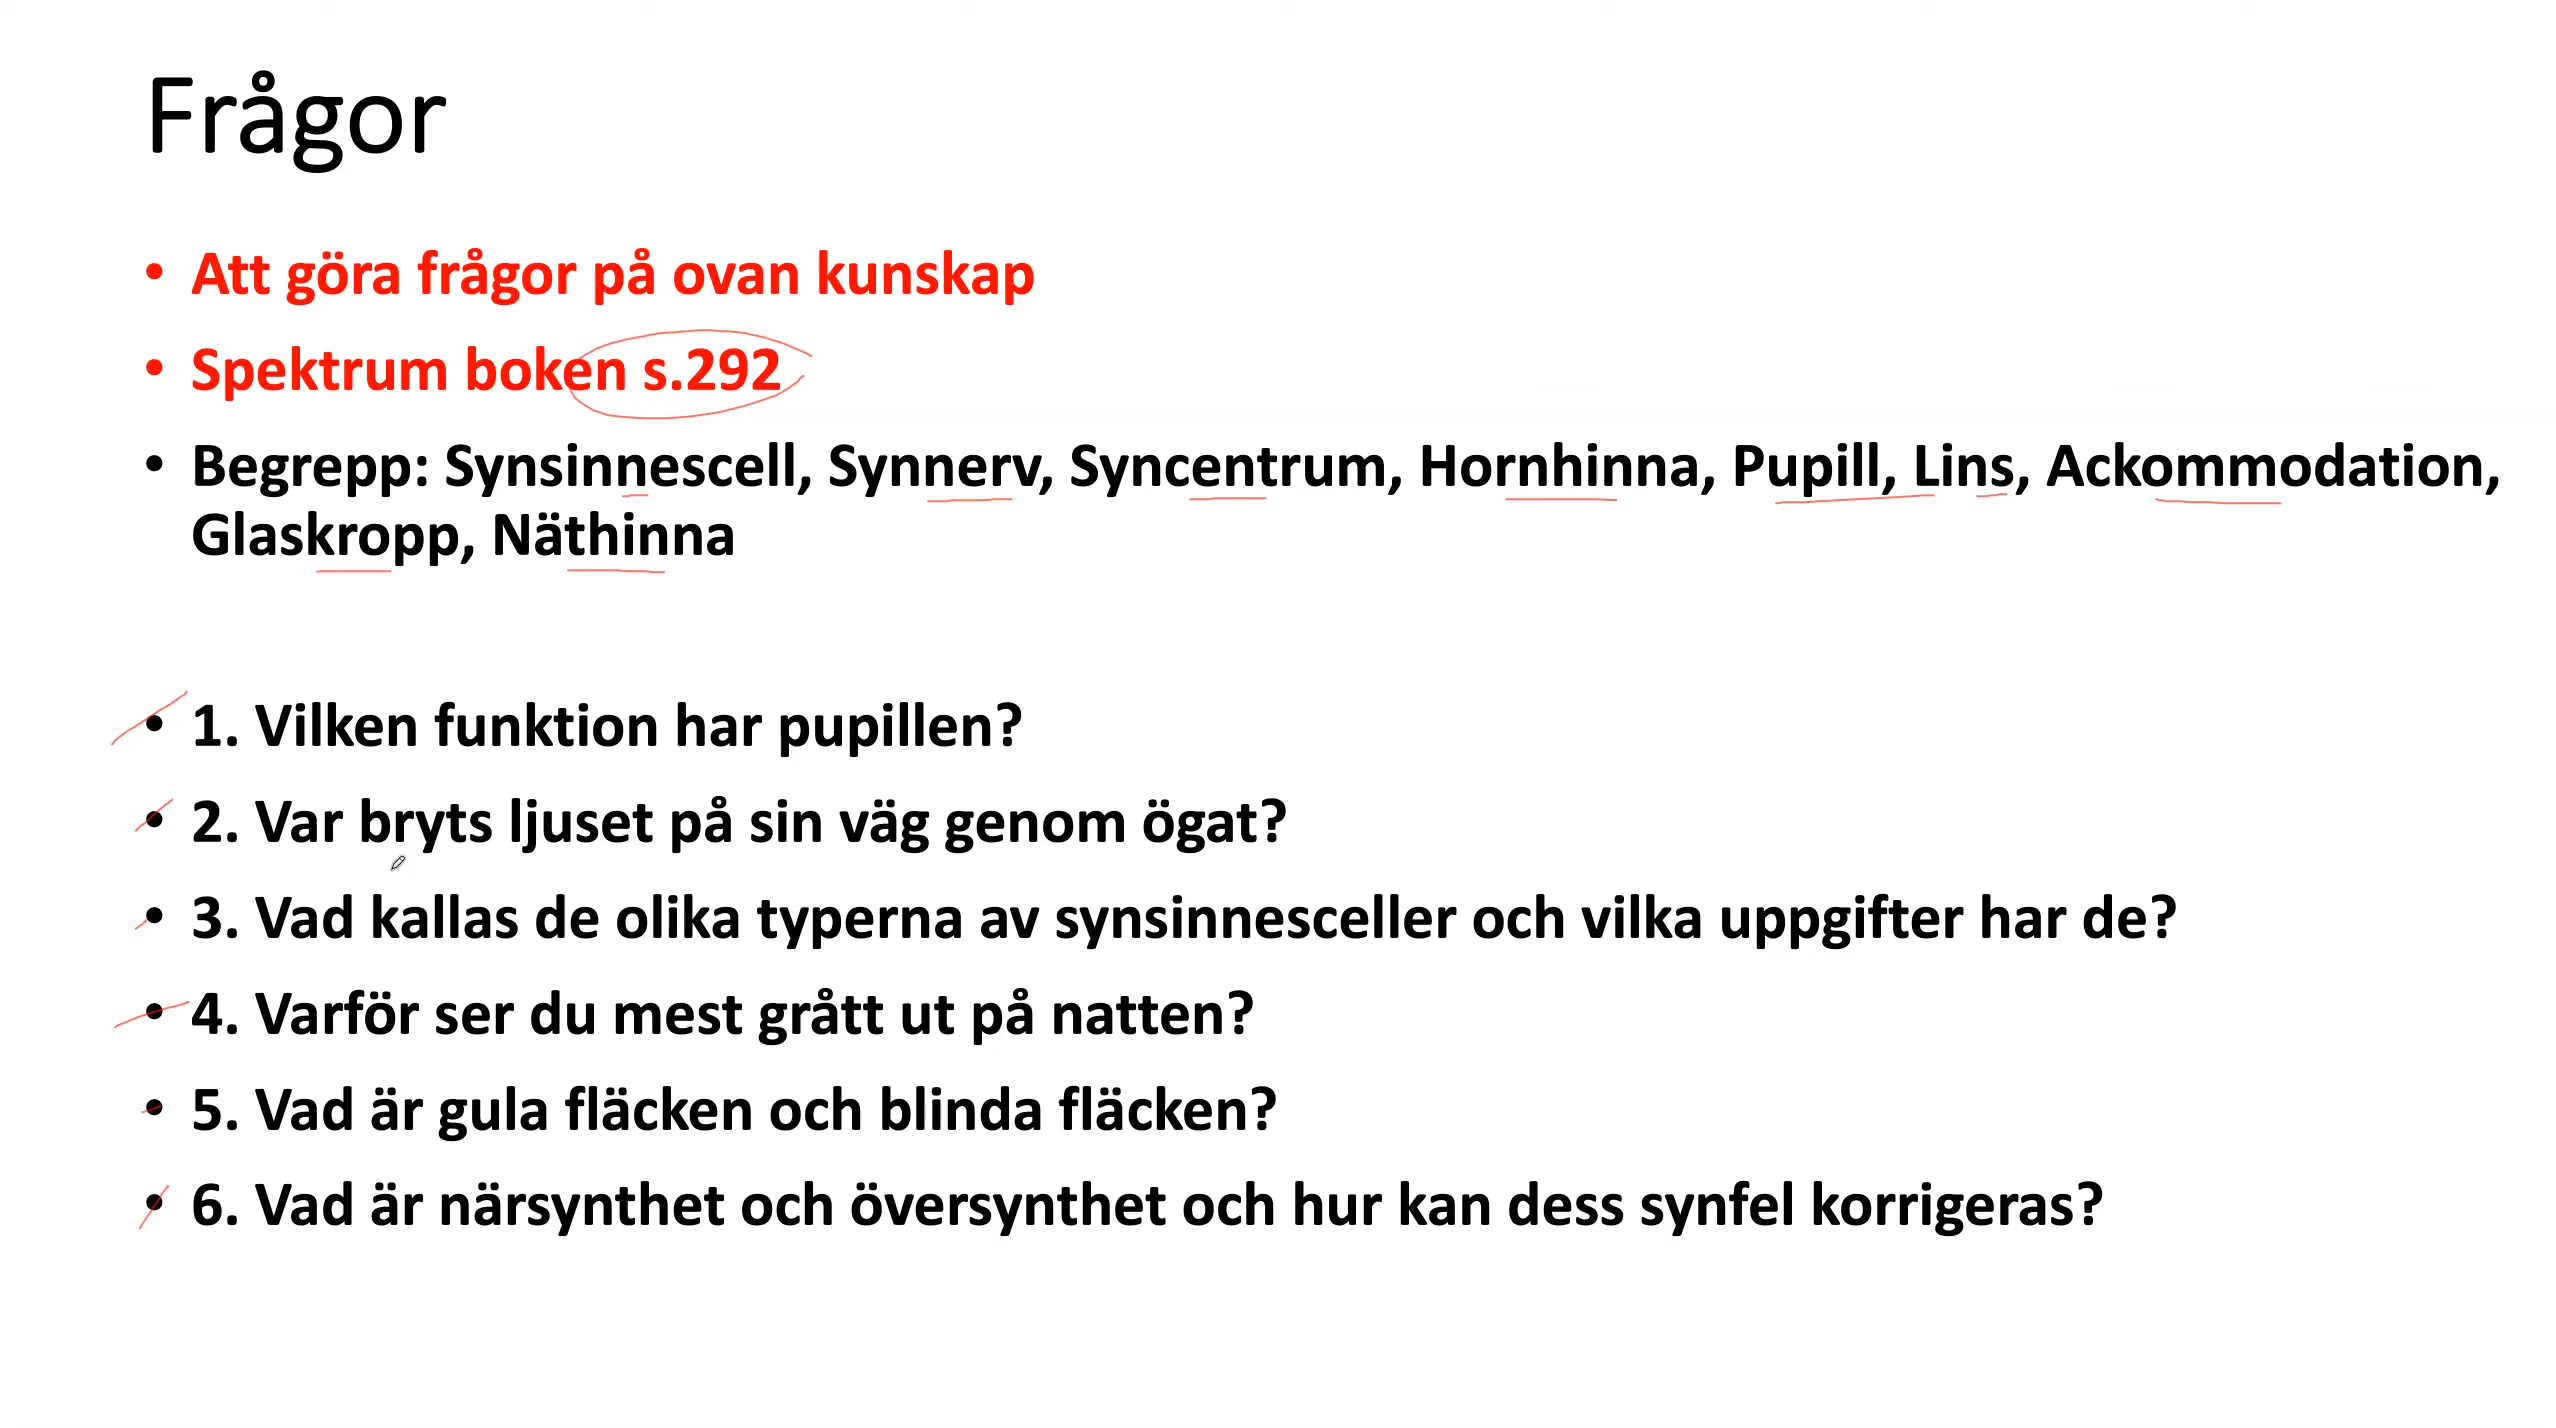 Frågor
• Att göra frågor på ovan kunskap
• Spektrum boken s.292
• Begrepp: Synsinnescell, Synnerv, Syncentrum, Hornhinna, Pupill, Lins, Ackommodation,
Glaskropp, Näthinna
• 1. Vilken funktion har pupillen?
• 2. Var bryts ljuset på sin väg genom ögat?
• 3. Vad kallas de olika typerna av synsinnesceller och vilka uppgifter har de?
• 4. Varför ser du mest grått ut på natten?
• 5. Vad är gula fläcken och blinda fläcken?
• 6. Vad är närsynthet och översynthet och hur kan dess synfel korrigeras?